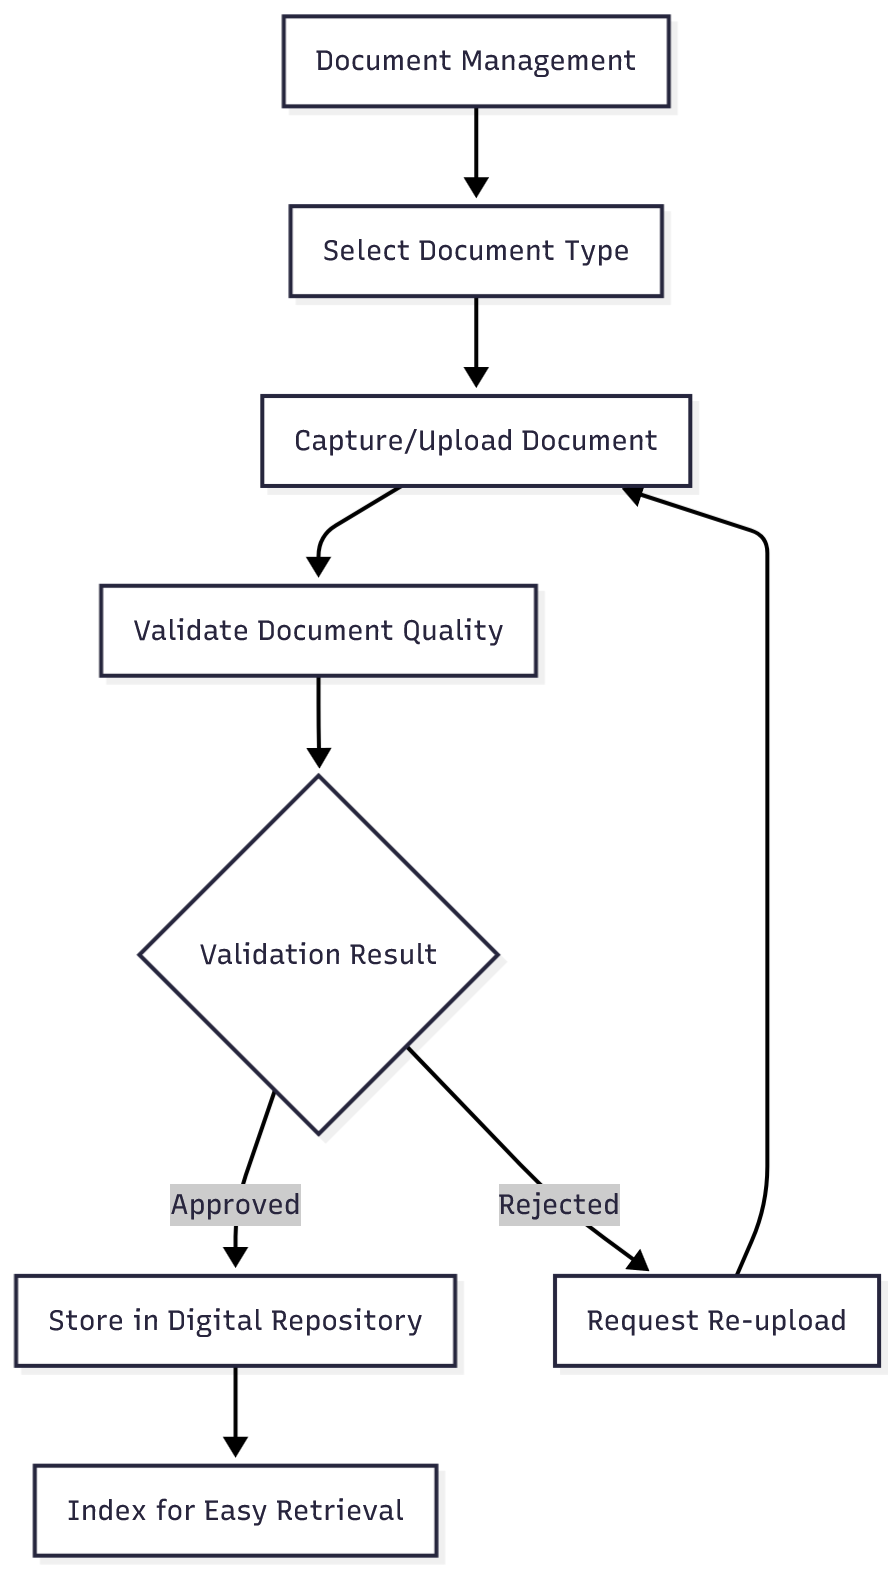 Document Management
Select Document Type
Capture/Upload Document
Validate Document Quality
Validation Result
Approved
Rejected
Store in Digital Repository
Request Re-upload
Index for Easy Retrieval